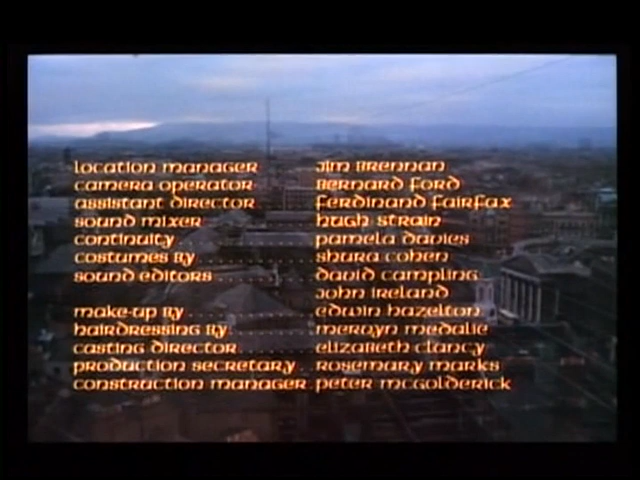 location manager Jim Brennan
camera operator Bernard Ford
assistant director Ferdinand Fairfax
sound mixer Hugh Strain
continuity . . . . . . . . . . . . Pamela Davies
costumes by . . . . . . . . . . . Shura Cohen
sound editors . . . . . . . . . . David Campling
John Ireland
make-up by . . . . . . . . . . . . Edwin Hazelton
hairdressing by . . . . . . . . . Mervyn Medalie
casting director . . . . . . . . Elizabeth Clancy
production secretary . . Rosemary Marks
construction manager . Peter McGolderick